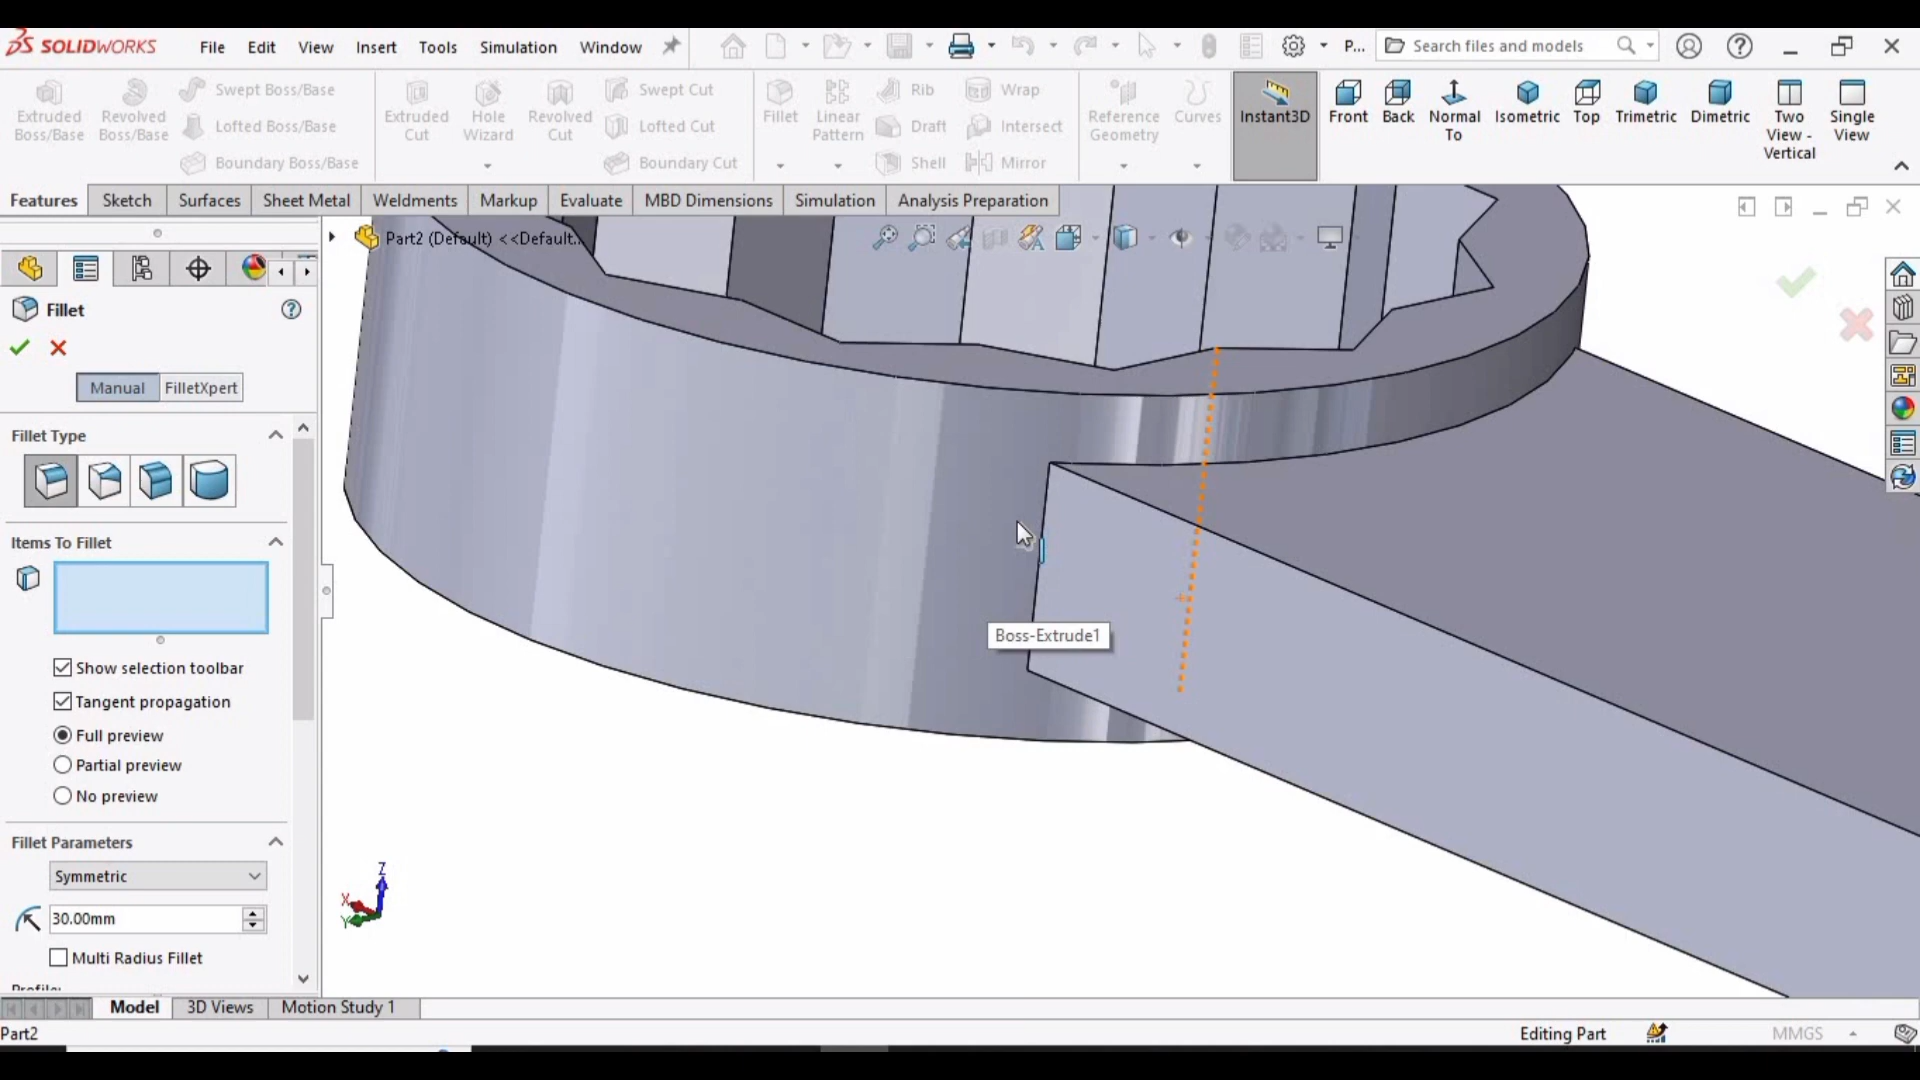 SOLIDWORKS File Edit View Insert Tools Simulation Window P... Search files and models
Extruded Boss/Base
Revolved Boss/Base
Swept Boss/Base
Lofted Boss/Base
Boundary Boss/Base
Extruded Cut
Hole Wizard
Revolved Cut
Swept Cut
Lofted Cut
Boundary Cut
Fillet
Linear Pattern
Rib
Draft
Shell
Wrap
Intersect
Mirror
Reference Geometry
Curves
Instant3D
Front
Back
Normal To
Isometric
Top
Trimetric
Dimetric
Two View - Vertical
Single View
Features Sketch Surfaces Sheet Metal Weldments Markup Evaluate MBD Dimensions Simulation Analysis Preparation
Part2 (Default) <<Default...
Fillet
Manual FilletXpert
Fillet Type
Items To Fillet
Show selection toolbar
Tangent propagation
Full preview
Partial preview
No preview
Fillet Parameters
Symmetric
30.00mm
Multi Radius Fillet
Profile:
Boss-Extrude1
Z
X
Y
Model 3D Views Motion Study 1
Part2 Editing Part MMGS